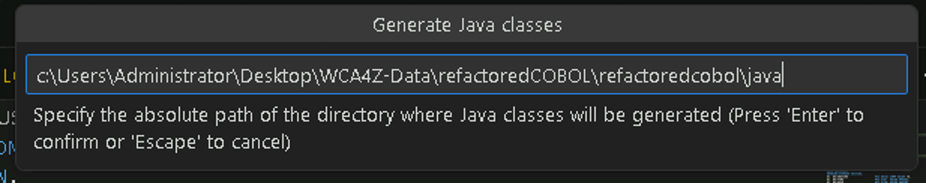 Generate Java classes
c:\Users\Administrator\Desktop\WCA4Z-Data\refactoredCOBOL\refactoredcobol\java
Specify the absolute path of the directory where Java classes will be generated (Press 'Enter' to
confirm or 'Escape' to cancel)